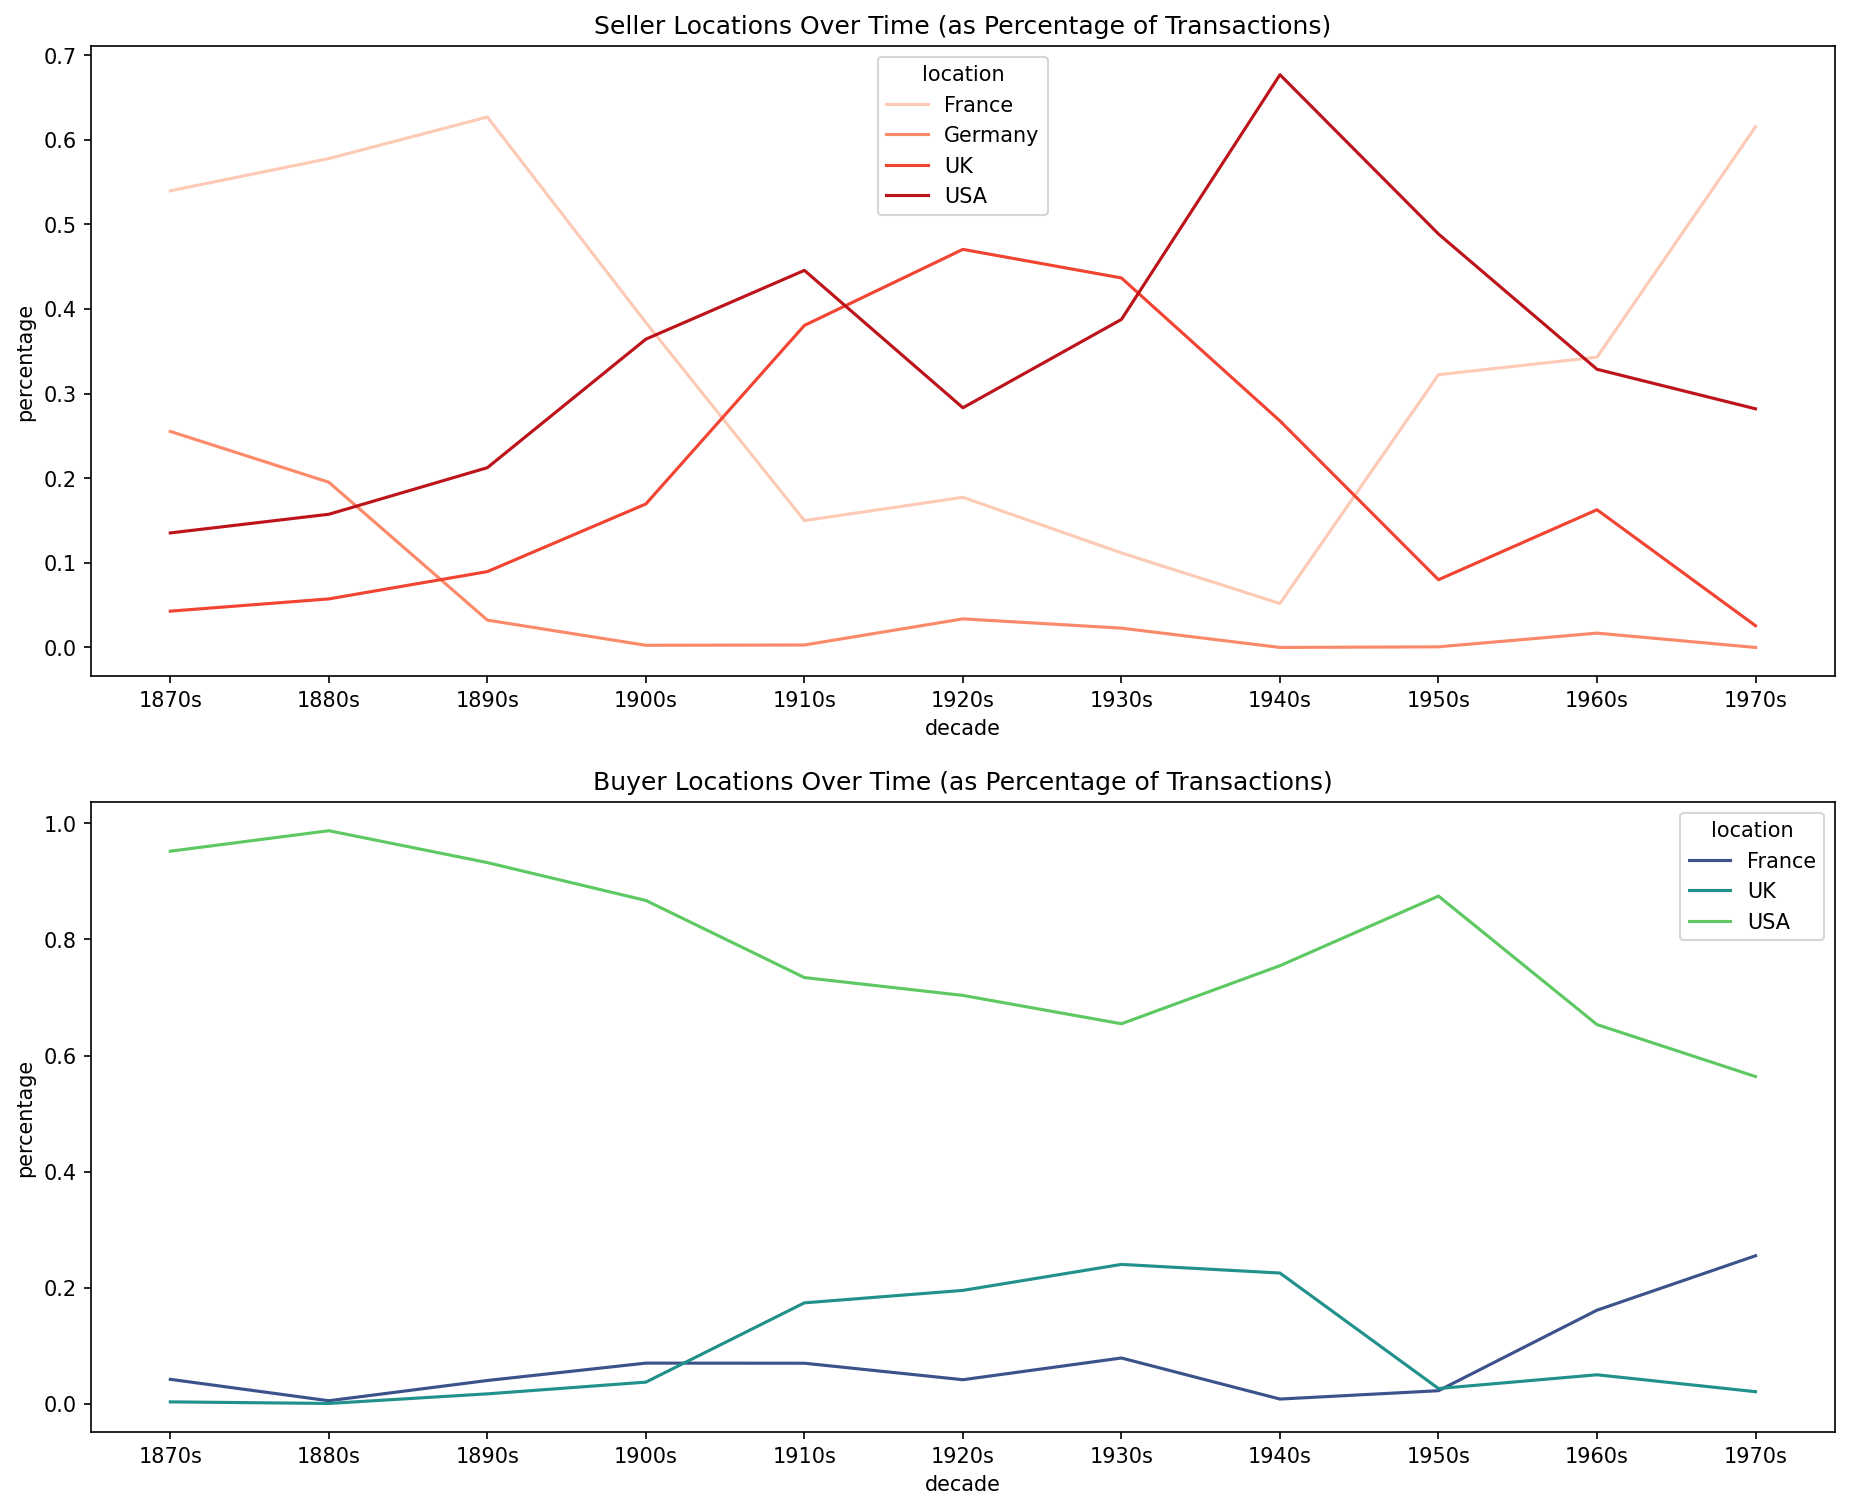 Seller Locations Over Time (as Percentage of Transactions)
percentage
0.7
0.6
0.5
0.4
0.3
0.2
0.1
0.0
location
France
Germany
UK
USA
1870s 1880s 1890s 1900s 1910s 1920s 1930s 1940s 1950s 1960s 1970s
decade
Buyer Locations Over Time (as Percentage of Transactions)
percentage
1.0
0.8
0.6
0.4
0.2
0.0
location
France
UK
USA
1870s 1880s 1890s 1900s 1910s 1920s 1930s 1940s 1950s 1960s 1970s
decade